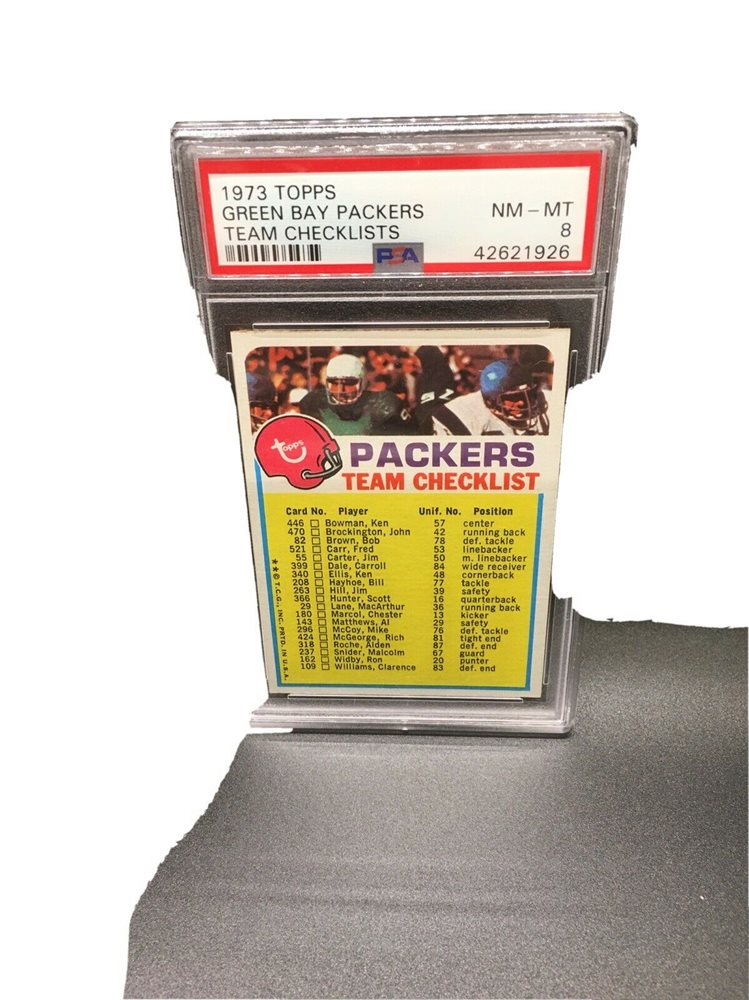 1973 TOPPS
GREEN BAY PACKERS NM - MT
TEAM CHECKLISTS 8
PSA 42621926
57
topps
PACKERS
TEAM CHECKLIST
Card No. Player Unif. No. Position
446 □ Bowman, Ken 57 center
470 □ Brockington, John 42 running back
82 □ Brown, Bob 78 def. tackle
521 □ Carr, Fred 53 linebacker
55 □ Carter, Jim 50 m. linebacker
399 □ Dale, Carroll 84 wide receiver
340 □ Ellis, Ken 48 cornerback
208 □ Hayhoe, Bill 77 tackle
263 □ Hill, Jim 39 safety
366 □ Hunter, Scott 16 quarterback
29 □ Lane, MacArthur 36 running back
180 □ Marcol, Chester 13 kicker
143 □ Matthews, Al 29 safety
296 □ McCoy, Mike 76 def. tackle
424 □ McGeorge, Rich 81 tight end
318 □ Roche, Alden 87 def. end
237 □ Snider, Malcolm 67 guard
162 □ Widby, Ron 20 punter
109 □ Williams, Clarence 83 def. end
★★© T.C.G., INC. PRTD. IN U.S.A.